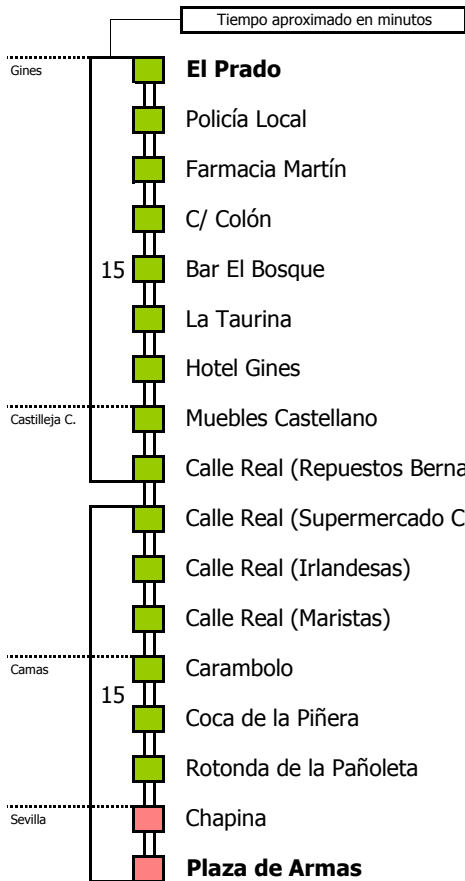 Tiempo aproximado en minutos
Gines
El Prado
Policía Local
Farmacia Martín
C/ Colón
15
Bar El Bosque
La Taurina
Hotel Gines
Castilleja C.
Muebles Castellano
Calle Real (Repuestos Berna
Calle Real (Supermercado C
Calle Real (Irlandesas)
Calle Real (Maristas)
Camas
Carambolo
15
Coca de la Piñera
Rotonda de la Pañoleta
Sevilla
Chapina
Plaza de Armas